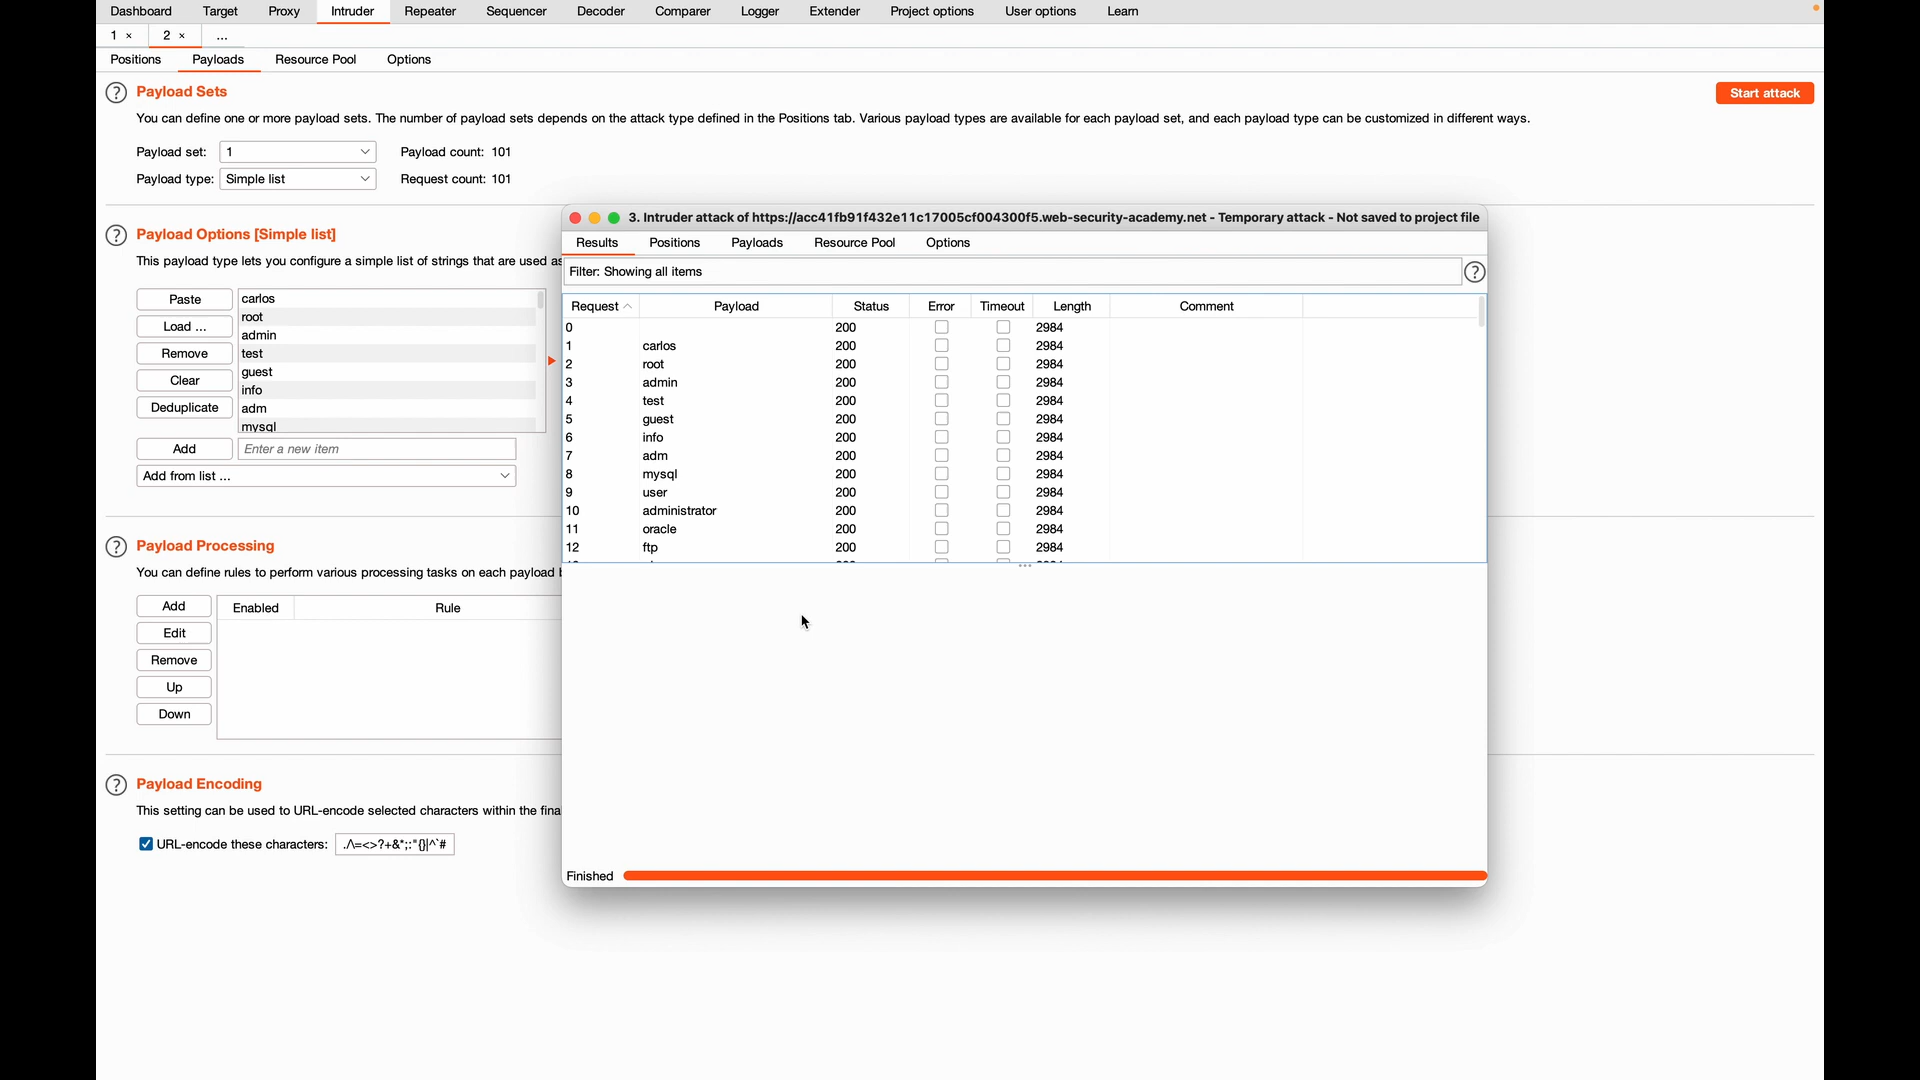 Dashboard Target Proxy Intruder Repeater Sequencer Decoder Comparer Logger Extender Project options User options Learn
1 × 2 × ...
Positions Payloads Resource Pool Options
? Payload Sets Start attack
You can define one or more payload sets. The number of payload sets depends on the attack type defined in the Positions tab. Various payload types are available for each payload set, and each payload type can be customized in different ways.
Payload set: 1 Payload count: 101
Payload type: Simple list Request count: 101
? Payload Options [Simple list]
This payload type lets you configure a simple list of strings that are used as
Paste
Load ...
Remove
Clear
Deduplicate
carlos
root
admin
test
guest
info
adm
mysql
Add Enter a new item
Add from list ...
? Payload Processing
You can define rules to perform various processing tasks on each payload
Add
Edit
Remove
Up
Down
Enabled Rule
? Payload Encoding
This setting can be used to URL-encode selected characters within the
URL-encode these characters: ./\=<>?+&*;:"{}|^`#
3. Intruder attack of https://acc41fb91f432e11c17005cf004300f5.web-security-academy.net - Temporary attack - Not saved to project file
Results Positions Payloads Resource Pool Options
Filter: Showing all items ?
Request Payload Status Error Timeout Length Comment
0 200 2984
1 carlos 200 2984
2 root 200 2984
3 admin 200 2984
4 test 200 2984
5 guest 200 2984
6 info 200 2984
7 adm 200 2984
8 mysql 200 2984
9 user 200 2984
10 administrator 200 2984
11 oracle 200 2984
12 ftp 200 2984
Finished